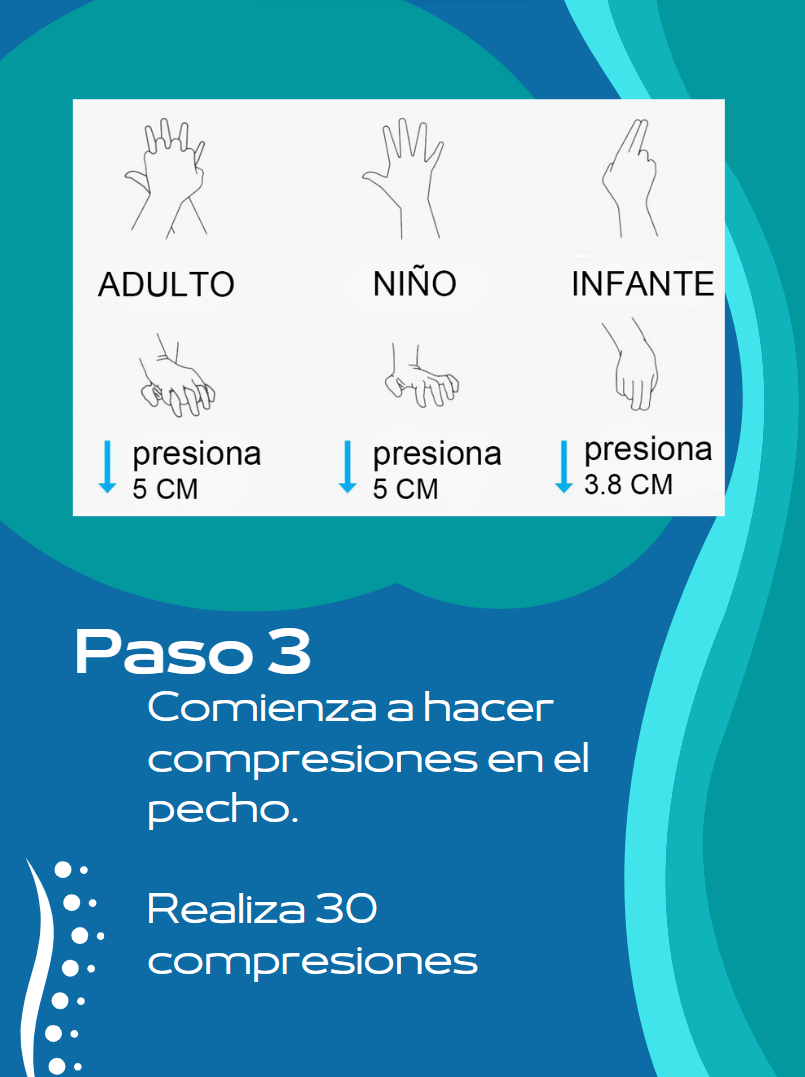 ADULTO
NIÑO
INFANTE
presiona
5 CM
presiona
5 CM
presiona
3.8 CM
Paso 3
Comienza a hacer
compresiones en el
pecho.
Realiza 30
compresiones